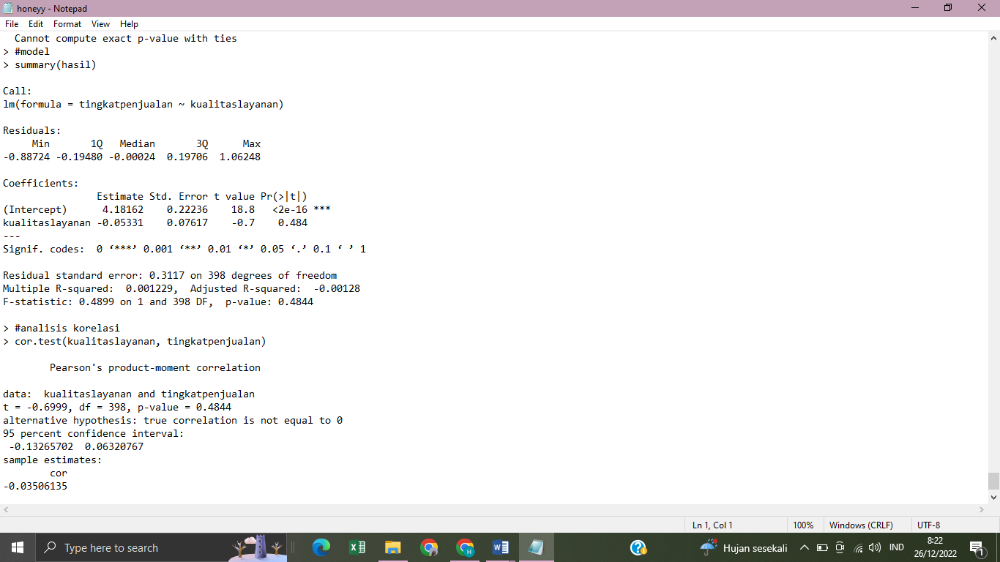 honeyy - Notepad
File Edit Format View Help
  Cannot compute exact p-value with ties
> #model
> summary(hasil)

Call:
lm(formula = tingkatpenjualan ~ kualitaslayanan)

Residuals:
     Min       1Q   Median       3Q      Max
-0.88724 -0.19480 -0.00024  0.19706  1.06248

Coefficients:
                Estimate Std. Error t value Pr(>|t|)
(Intercept)      4.18162    0.22236    18.8   <2e-16 ***
kualitaslayanan -0.05331    0.07617    -0.7    0.484
---
Signif. codes:  0 ‘***’ 0.001 ‘**’ 0.01 ‘*’ 0.05 ‘.’ 0.1 ‘ ’ 1

Residual standard error: 0.3117 on 398 degrees of freedom
Multiple R-squared:  0.001229,  Adjusted R-squared:  -0.00128
F-statistic: 0.4899 on 1 and 398 DF,  p-value: 0.4844

> #analisis korelasi
> cor.test(kualitaslayanan, tingkatpenjualan)

        Pearson's product-moment correlation

data:  kualitaslayanan and tingkatpenjualan
t = -0.6999, df = 398, p-value = 0.4844
alternative hypothesis: true correlation is not equal to 0
95 percent confidence interval:
 -0.13265702  0.06320767
sample estimates:
        cor
-0.03506135
Ln 1, Col 1 100% Windows (CRLF) UTF-8
Type here to search
Hujan sesekali IND
8:22
26/12/2022
1